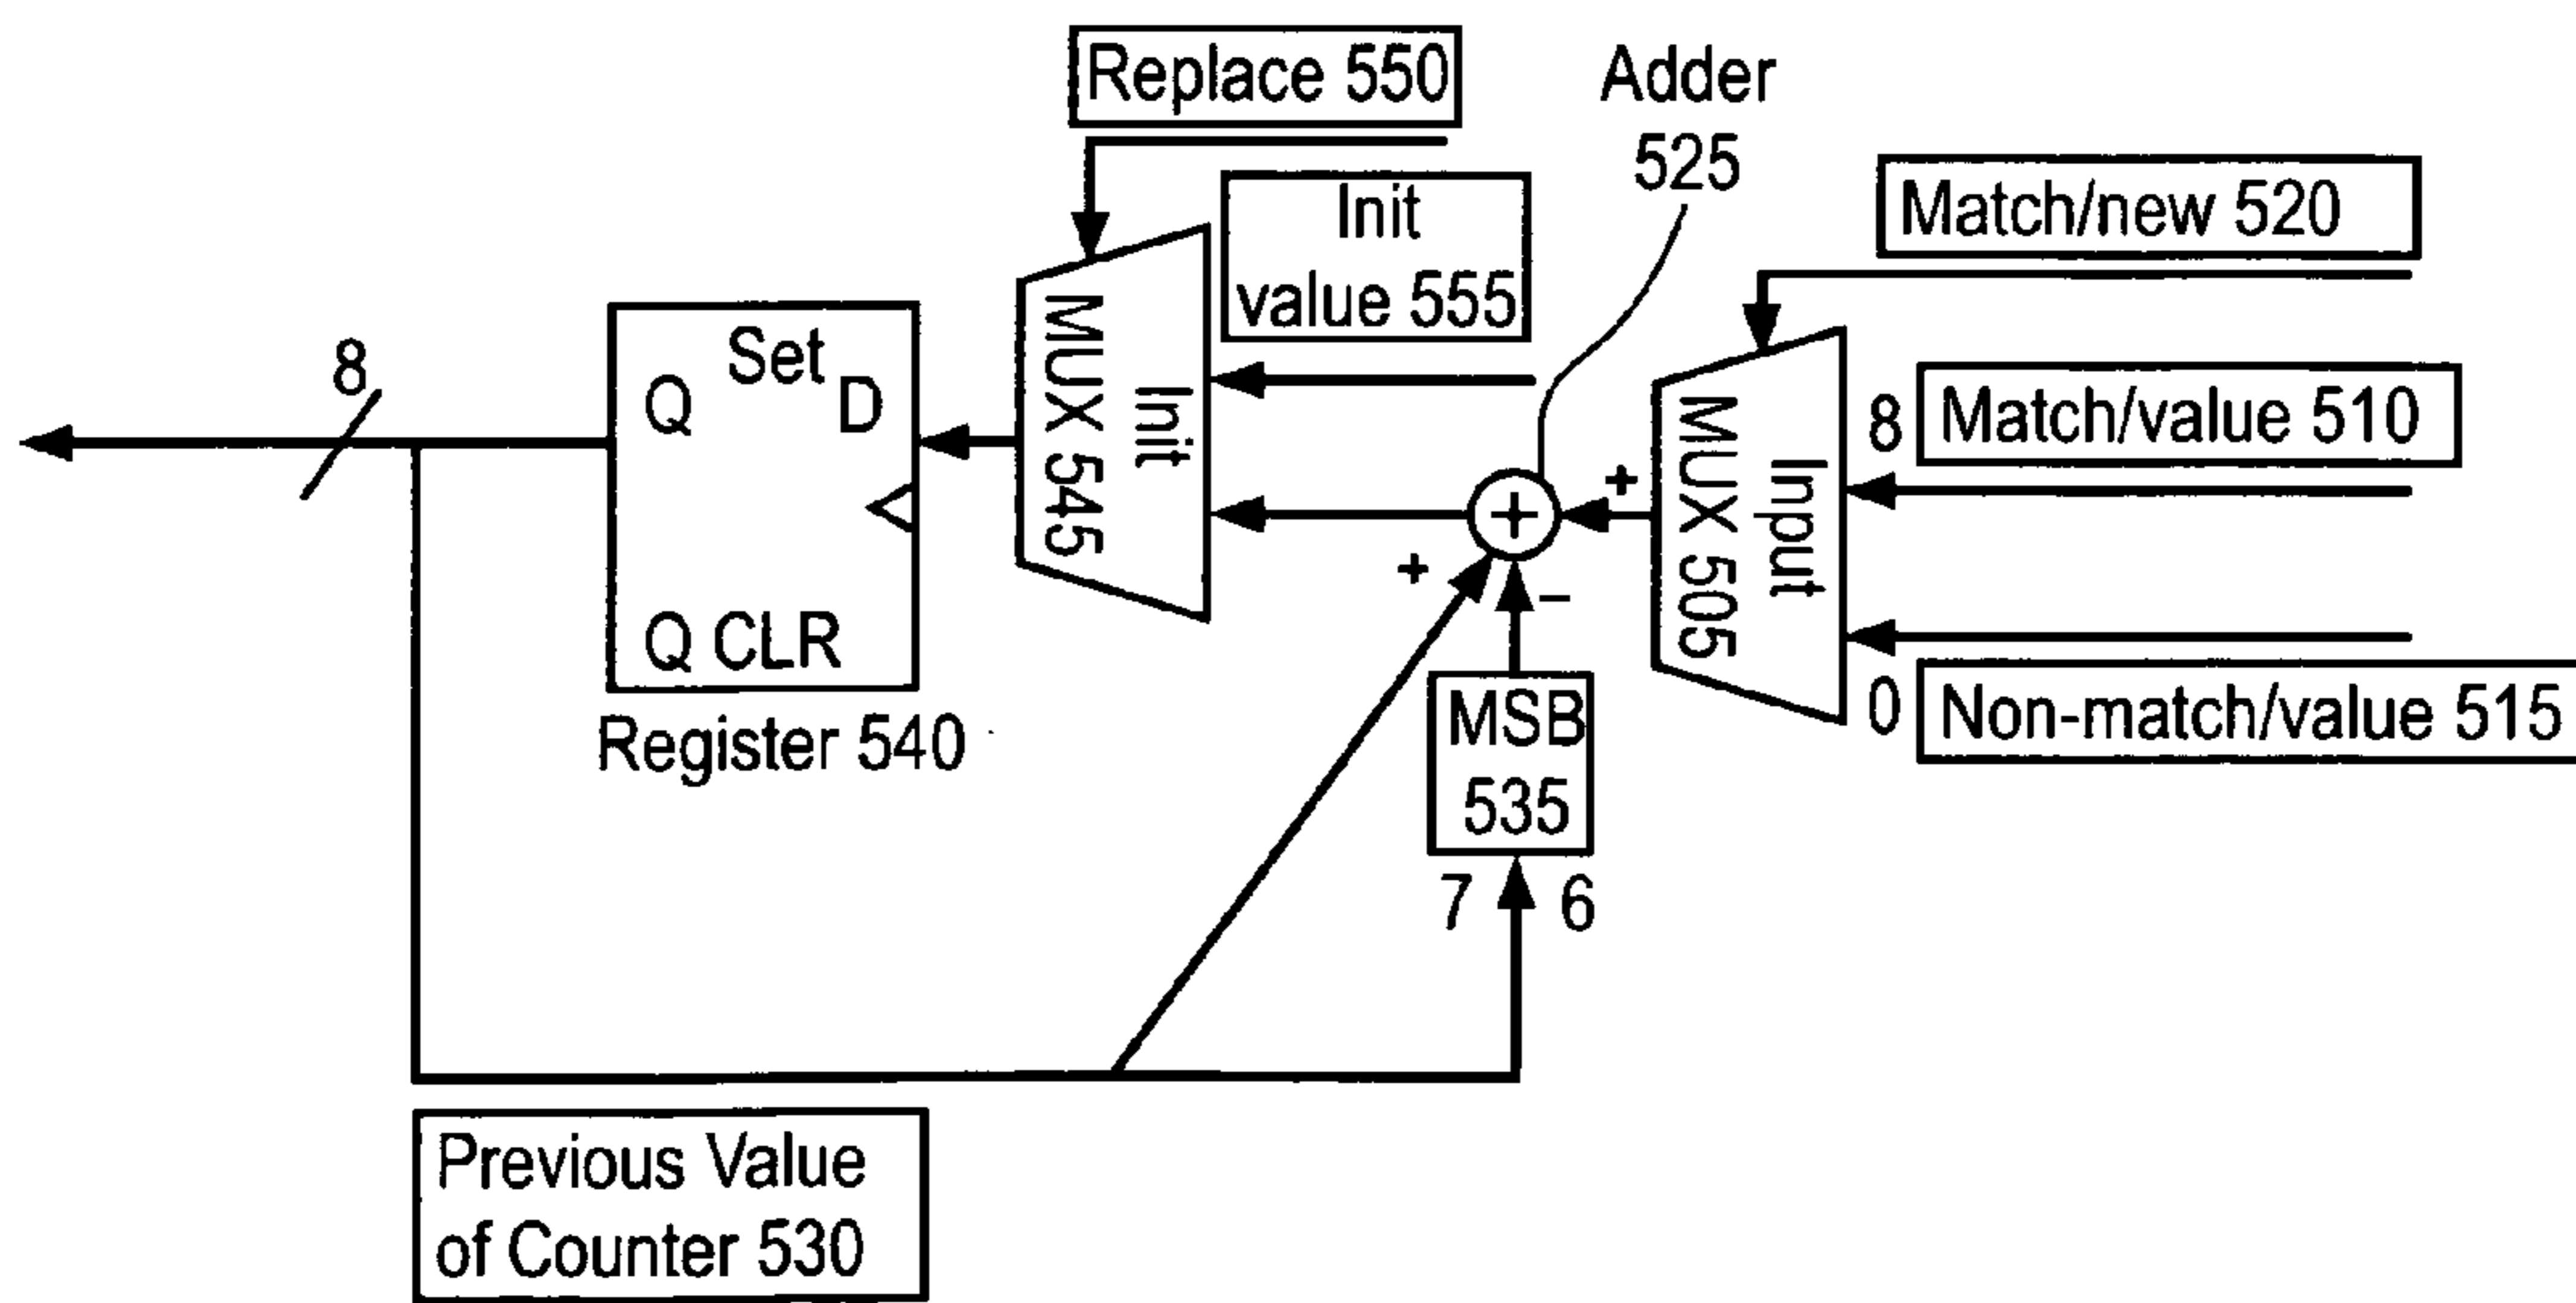 Replace 550
Adder
525
Init
value 555
Match/new 520
8
Set
Q
D
MUX 545
Init
+
8
Match/value 510
Input
MUX 505
+
+
−
Q CLR
Register 540
MSB
535
0
Non-match/value 515
7
6
Previous Value
of Counter 530